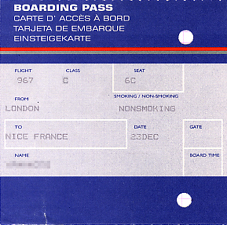 BOARDING PASS
CARTE D' ACCÈS À BORD
TARJETA DE EMBARQUE
EINSTEIGEKARTE
FLIGHT CLASS SEAT
967 C 6C
FROM SMOKING / NON-SMOKING
LONDON NONSMOKING
TO DATE GATE
NICE FRANCE 23DEC
NAME BOARD TIME